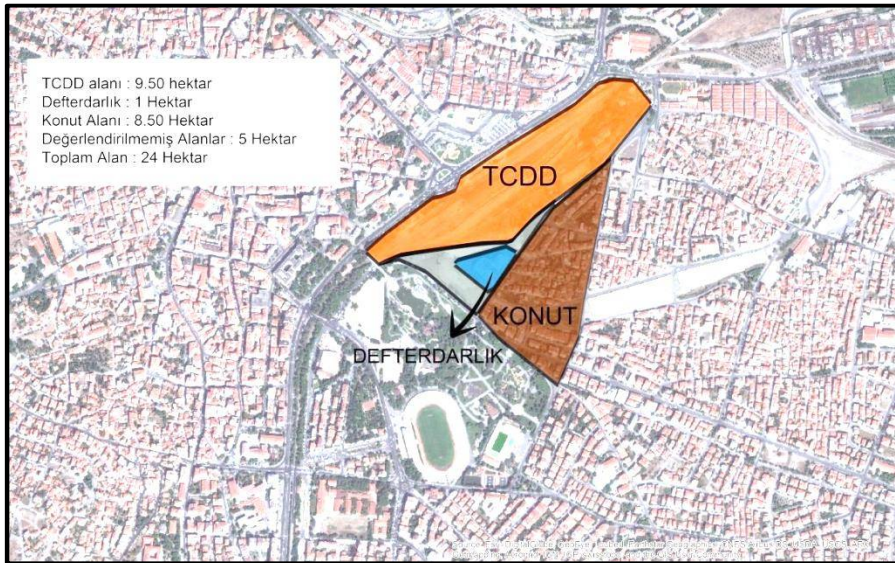 TCDD alanı : 9.50 hektar
Defterdarlık : 1 Hektar
Konut Alanı : 8.50 Hektar
Değerlendirilmemiş Alanlar : 5 Hektar
Toplam Alan : 24 Hektar
TCDD
KONUT
DEFTERDARLIK